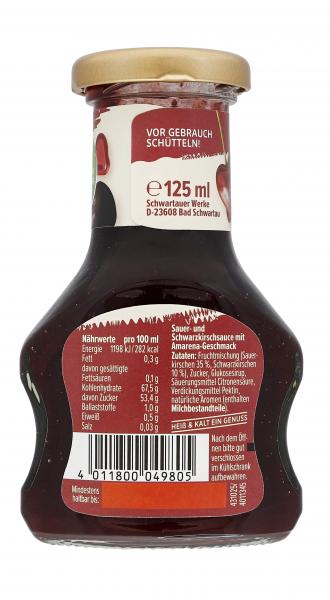 VOR GEBRAUCH
SCHÜTTELN!
℮125 ml
Schwartauer Werke
D-23608 Bad Schwartau
Nährwerte pro 100 ml
Energie 1198 kJ/282 kcal
Fett 0,3 g
davon gesättigte
Fettsäuren 0,1 g
Kohlenhydrate 67,5 g
davon Zucker 53,4 g
Ballaststoffe 1,0 g
Eiweiß 0,5 g
Salz 0,03 g
Sauer- und
Schwarzkirschsauce mit
Amarena-Geschmack
Zutaten: Fruchtmischung (Sauer-
kirschen 35 %, Schwarzkirschen
10 %), Zucker, Glukosesirup,
Säuerungsmittel Citronensäure,
Verdickungsmittel Pektin,
natürliche Aromen (enthalten
Milchbestandteile).
HEIß & KALT EIN GENUSS
Nach dem Öff-
nen bitte gut
verschlossen
im Kühlschrank
aufbewahren.
4 011800 049805
Mindestens
haltbar bis:
431025/
4011345